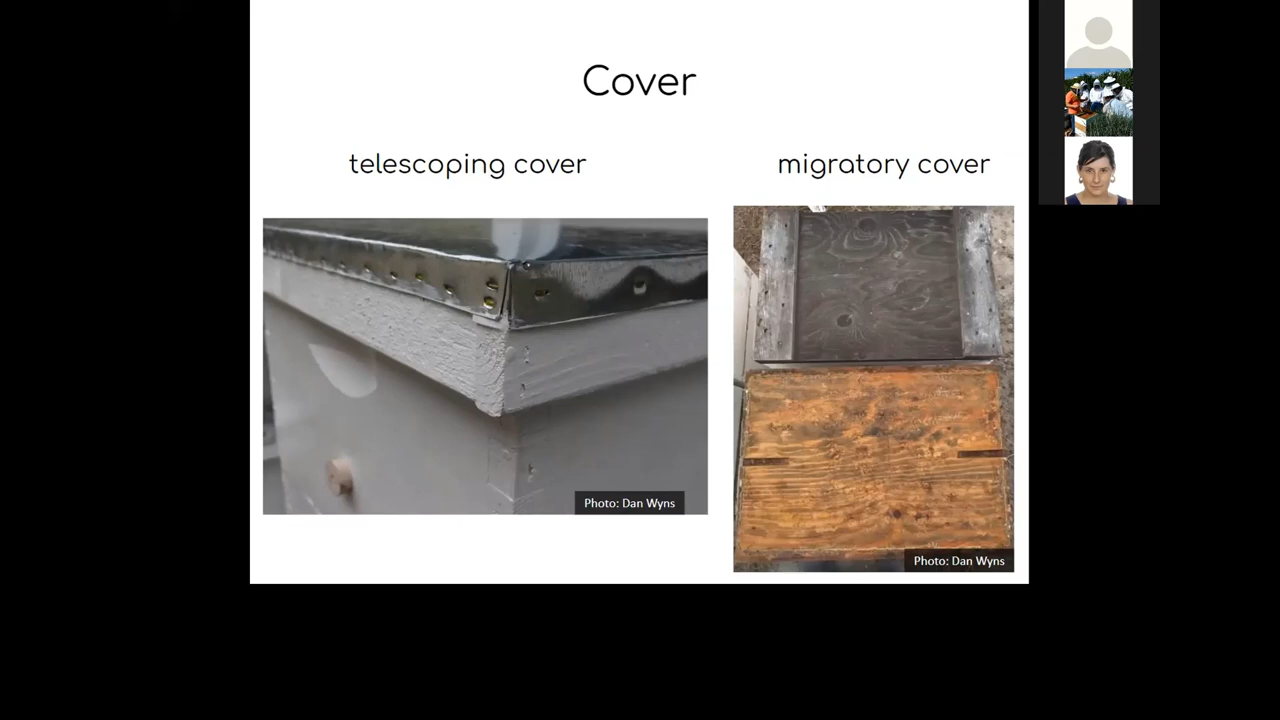 Cover
telescoping cover
migratory cover
Photo: Dan Wyns
Photo: Dan Wyns